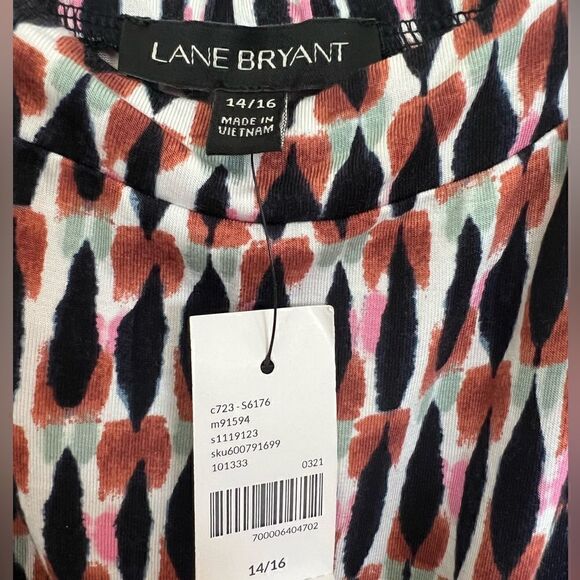 LANE BRYANT
14/16
MADE IN
VIETNAM
c723 - S6176
m91594
s1119123
sku600791699
101333 0321
700006404702
14/16